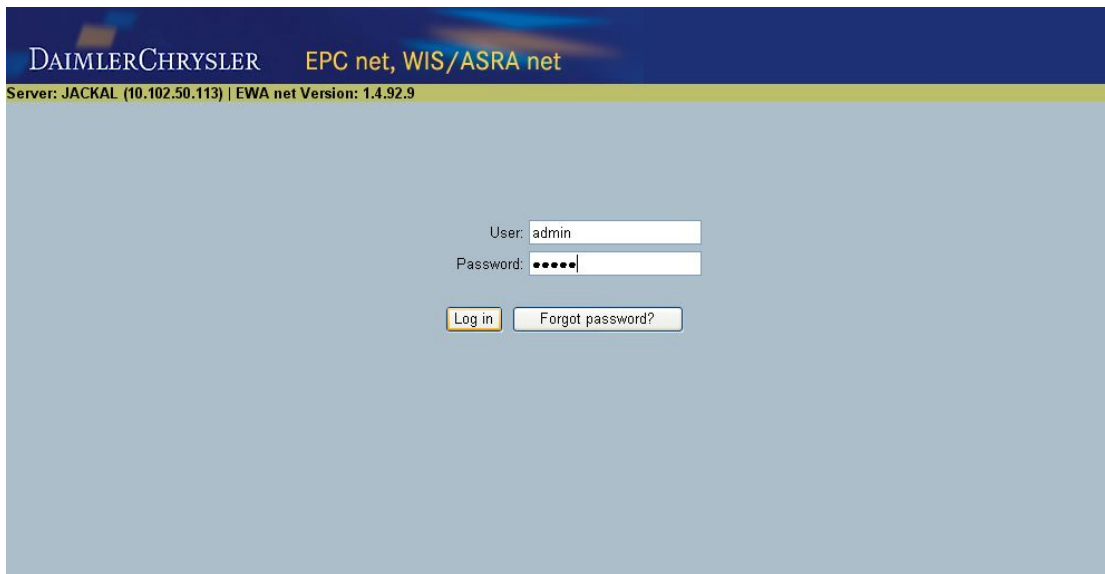 DAIMLERCHRYSLER EPC net, WIS/ASRA net
Server: JACKAL (10.102.50.113) | EWA net Version: 1.4.92.9
User: admin
Password: •••••
Log in Forgot password?